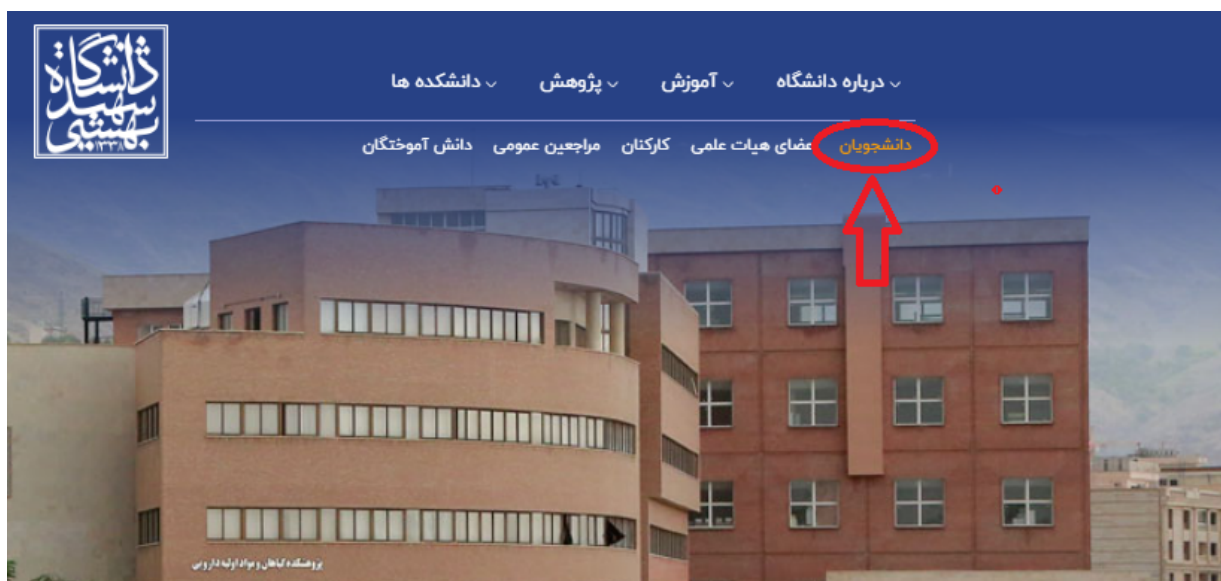 دانشگاه
شهید
بهشتی
۱۳۳۸
درباره دانشگاه آموزش پژوهش دانشکده ها
دانشجویان عضای هیات علمی کارکنان مراجعین عمومی دانش آموختگان
پژوهشکده گیاهان و مواد اولیه دارویی